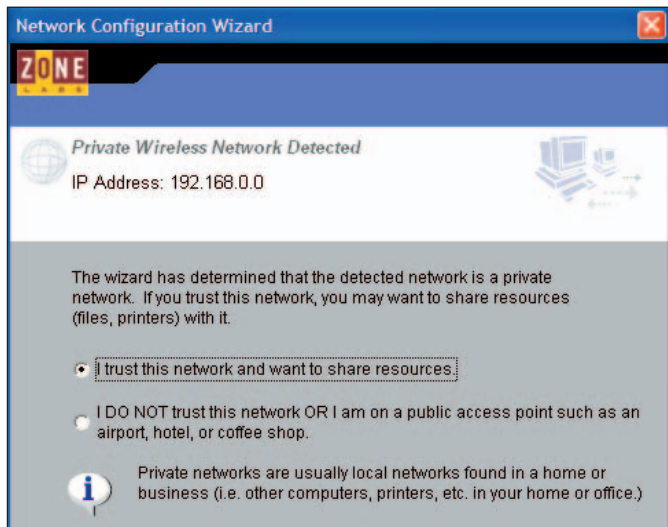 Network Configuration Wizard
ZONE
LABS
Private Wireless Network Detected
IP Address: 192.168.0.0
The wizard has determined that the detected network is a private
network. If you trust this network, you may want to share resources
(files, printers) with it.
I trust this network and want to share resources.
I DO NOT trust this network OR I am on a public access point such as an
airport, hotel, or coffee shop.
Private networks are usually local networks found in a home or
business (i.e. other computers, printers, etc. in your home or office.)